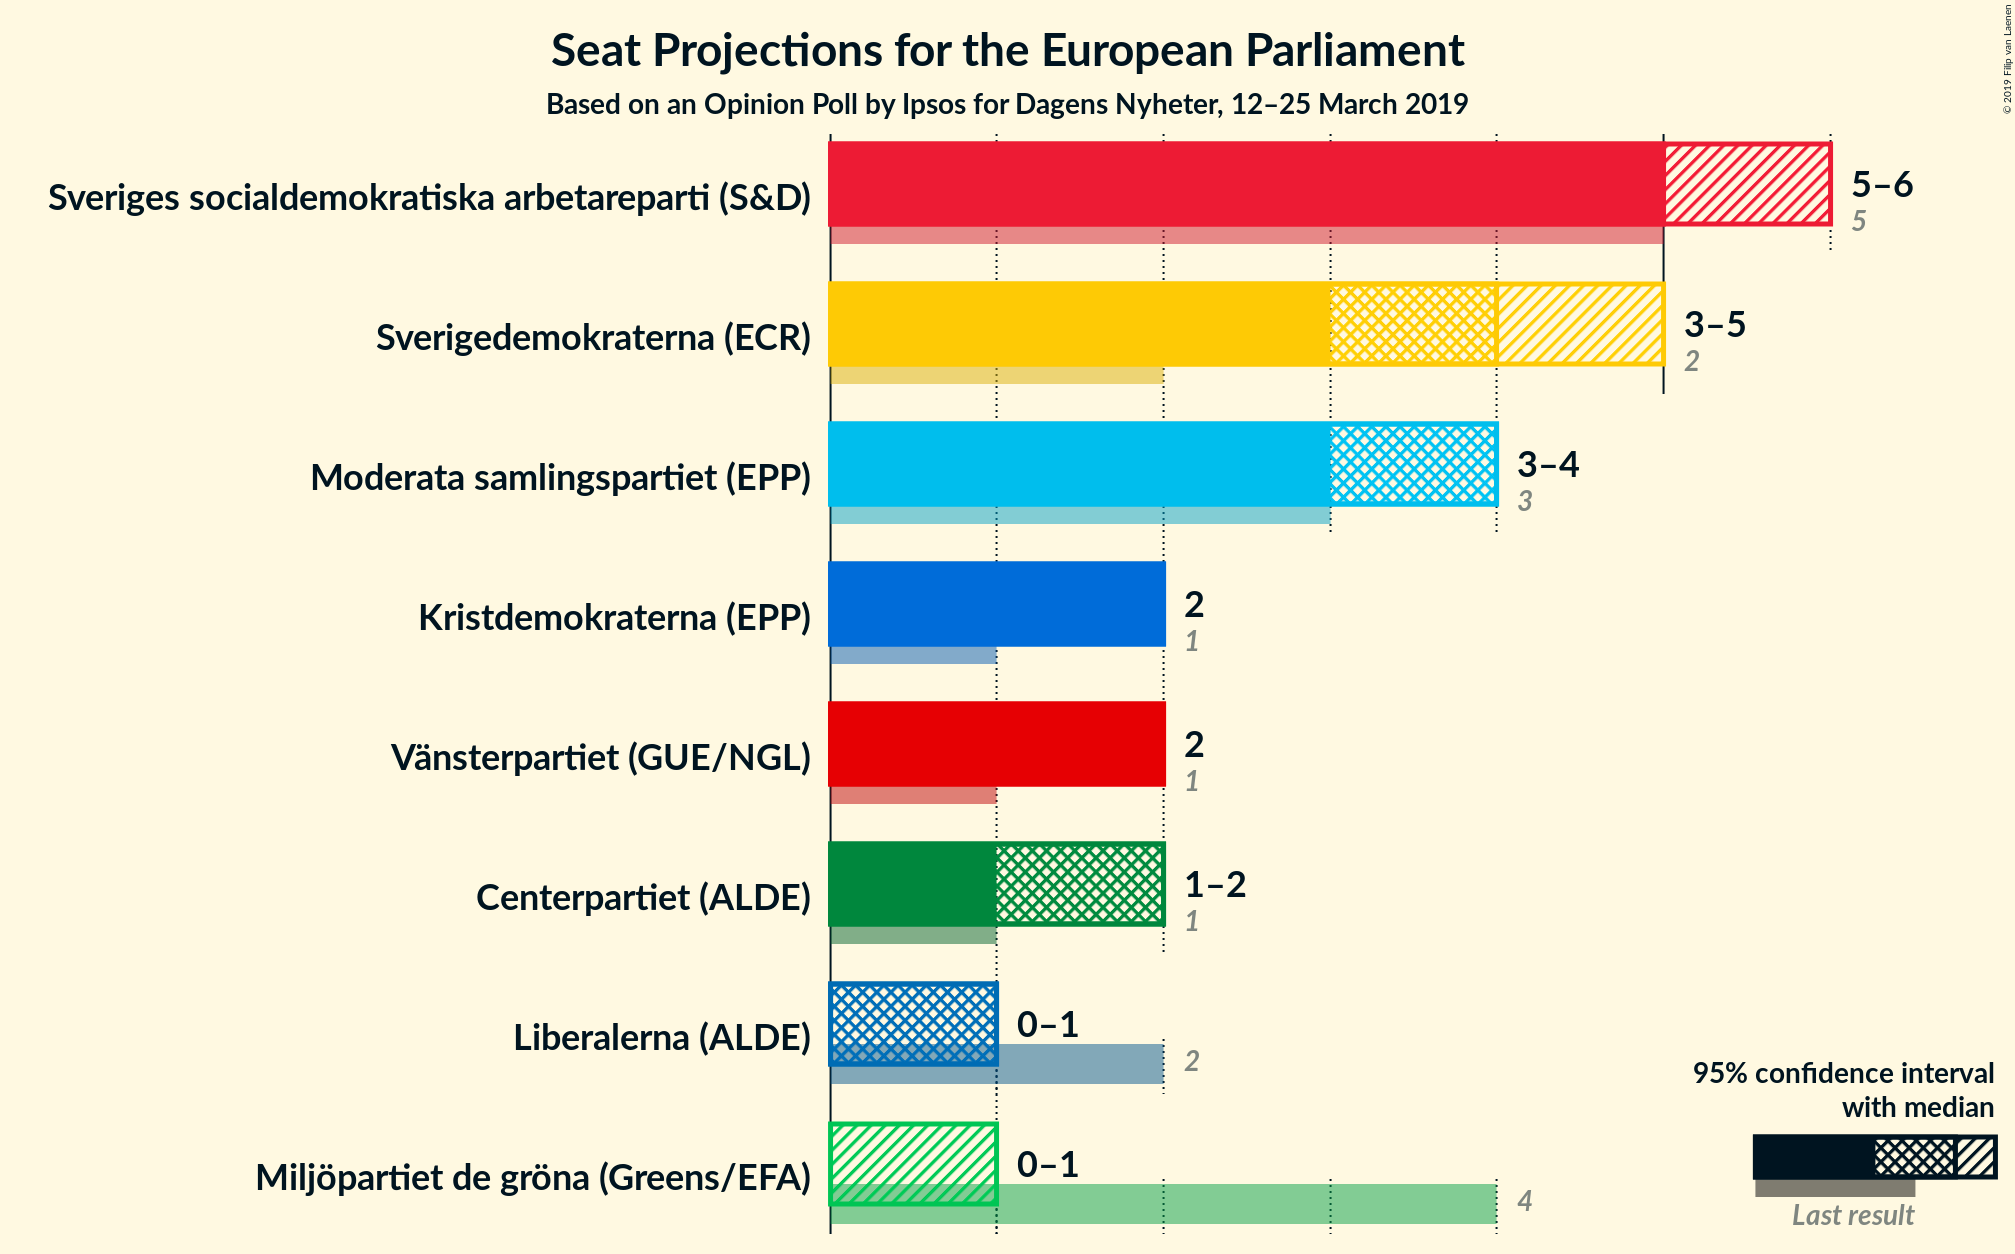 Seat Projections for the European Parliament
Based on an Opinion Poll by Ipsos for Dagens Nyheter, 12–25 March 2019
© 2019 Filip van Laenen
Sveriges socialdemokratiska arbetareparti (S&D)
5–6
5
Sverigedemokraterna (ECR)
3–5
2
Moderata samlingspartiet (EPP)
3–4
3
Kristdemokraterna (EPP)
2
1
Vänsterpartiet (GUE/NGL)
2
1
Centerpartiet (ALDE)
1–2
1
Liberalerna (ALDE)
0–1
2
Miljöpartiet de gröna (Greens/EFA)
0–1
4
95% confidence interval
with median
Last result